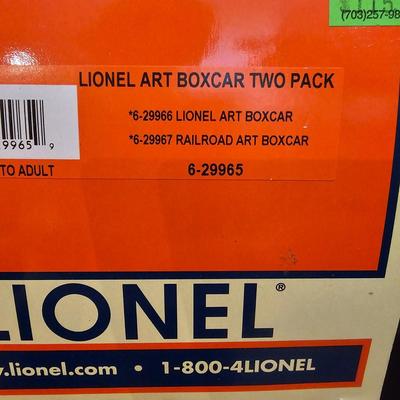 (703)257-98
LIONEL ART BOXCAR TWO PACK
*6-29966 LIONEL ART BOXCAR
*6-29967 RAILROAD ART BOXCAR
9965 9
TO ADULT
6-29965
LIONEL®
.lionel.com • 1-800-4LIONEL